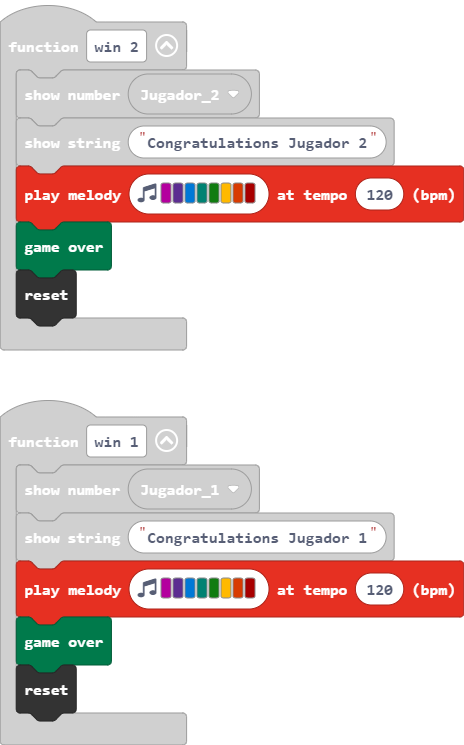 function win 2
show number Jugador_2
show string "Congratulations Jugador 2"
play melody at tempo 120 (bpm)
game over
reset
function win 1
show number Jugador_1
show string "Congratulations Jugador 1"
play melody at tempo 120 (bpm)
game over
reset